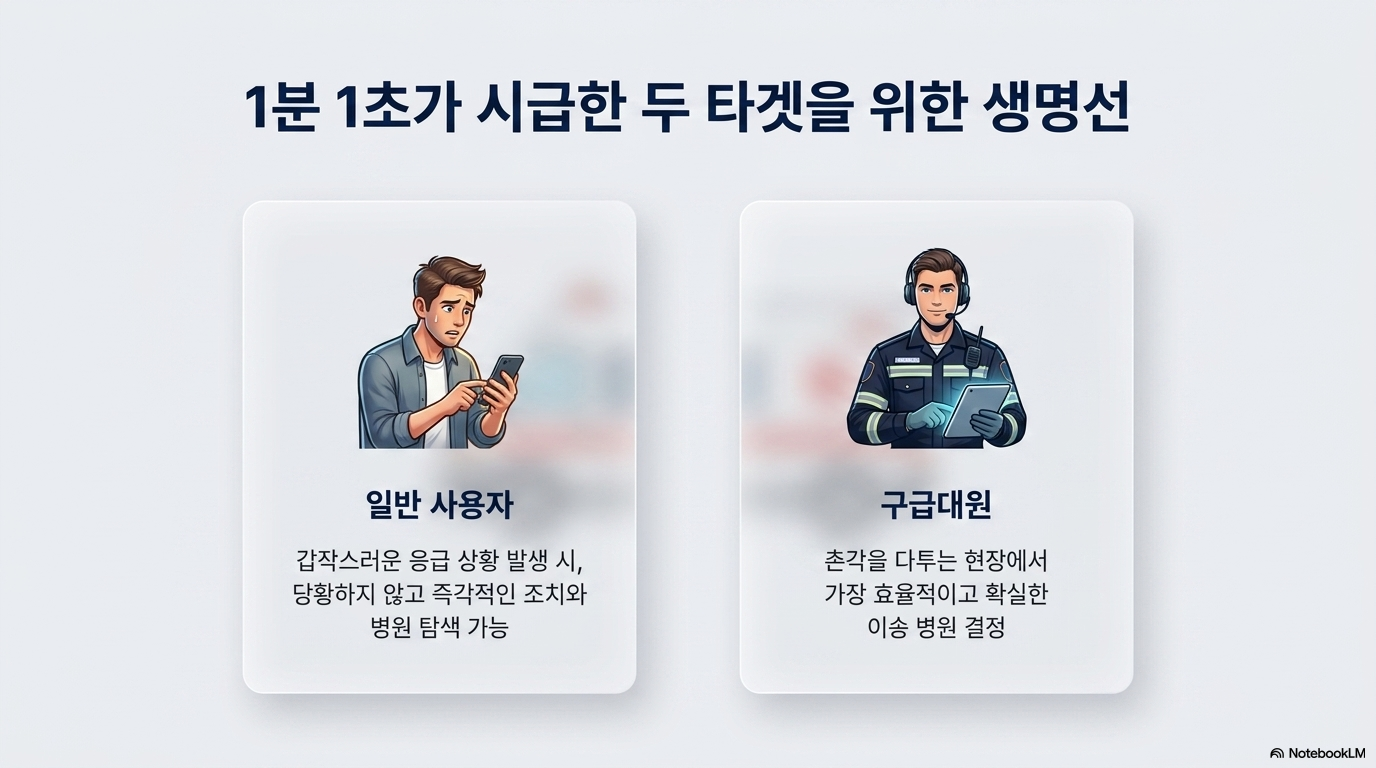 1분 1초가 시급한 두 타겟을 위한 생명선
일반 사용자
갑작스러운 응급 상황 발생 시,
당황하지 않고 즉각적인 조치와
병원 탐색 가능
구급대원
촌각을 다투는 현장에서
가장 효율적이고 확실한
이송 병원 결정
NotebookLM